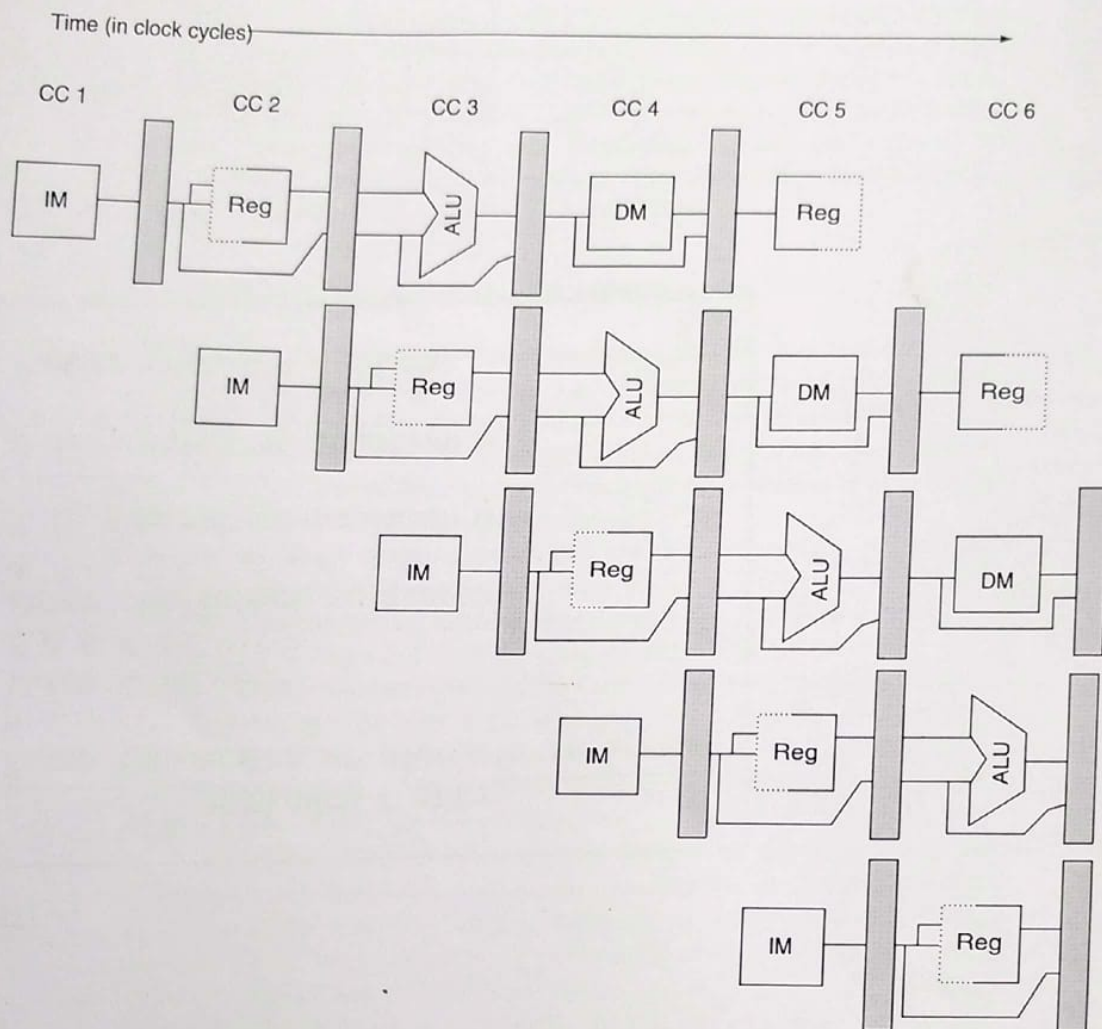 Time (in clock cycles)
CC 1 CC 2 CC 3 CC 4 CC 5 CC 6
IM Reg ALU DM Reg
IM Reg ALU DM Reg
IM Reg ALU DM
IM Reg ALU
IM Reg